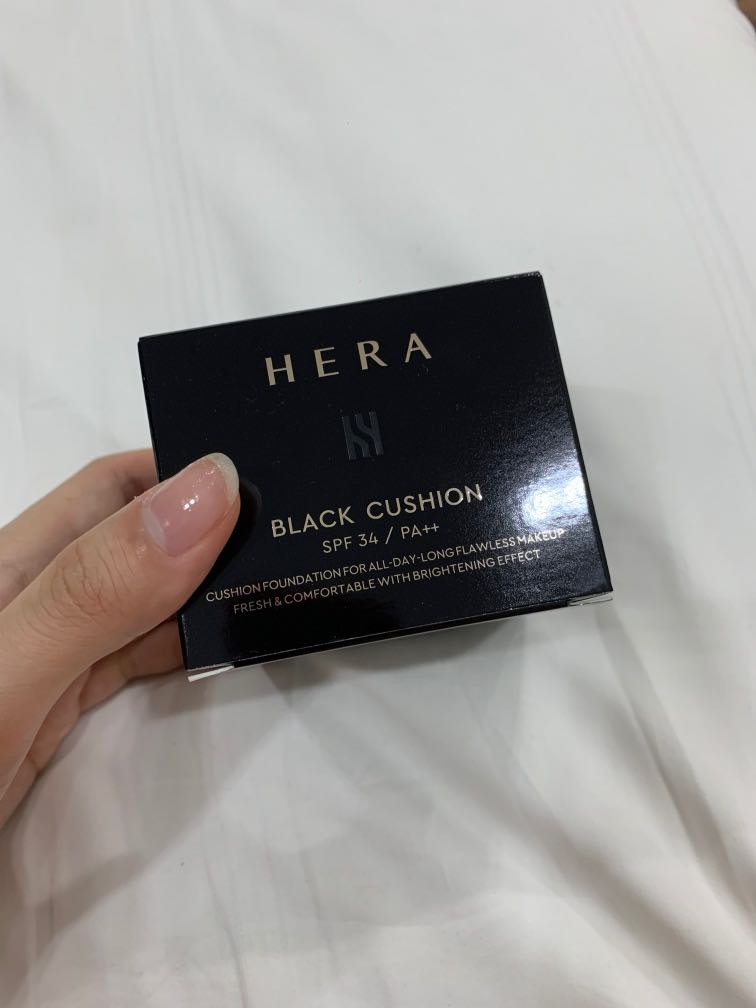 HERA
BLACK CUSHION
SPF 34 / PA++
CUSHION FOUNDATION FOR ALL-DAY-LONG FLAWLESS MAKEUP
FRESH & COMFORTABLE WITH BRIGHTENING EFFECT